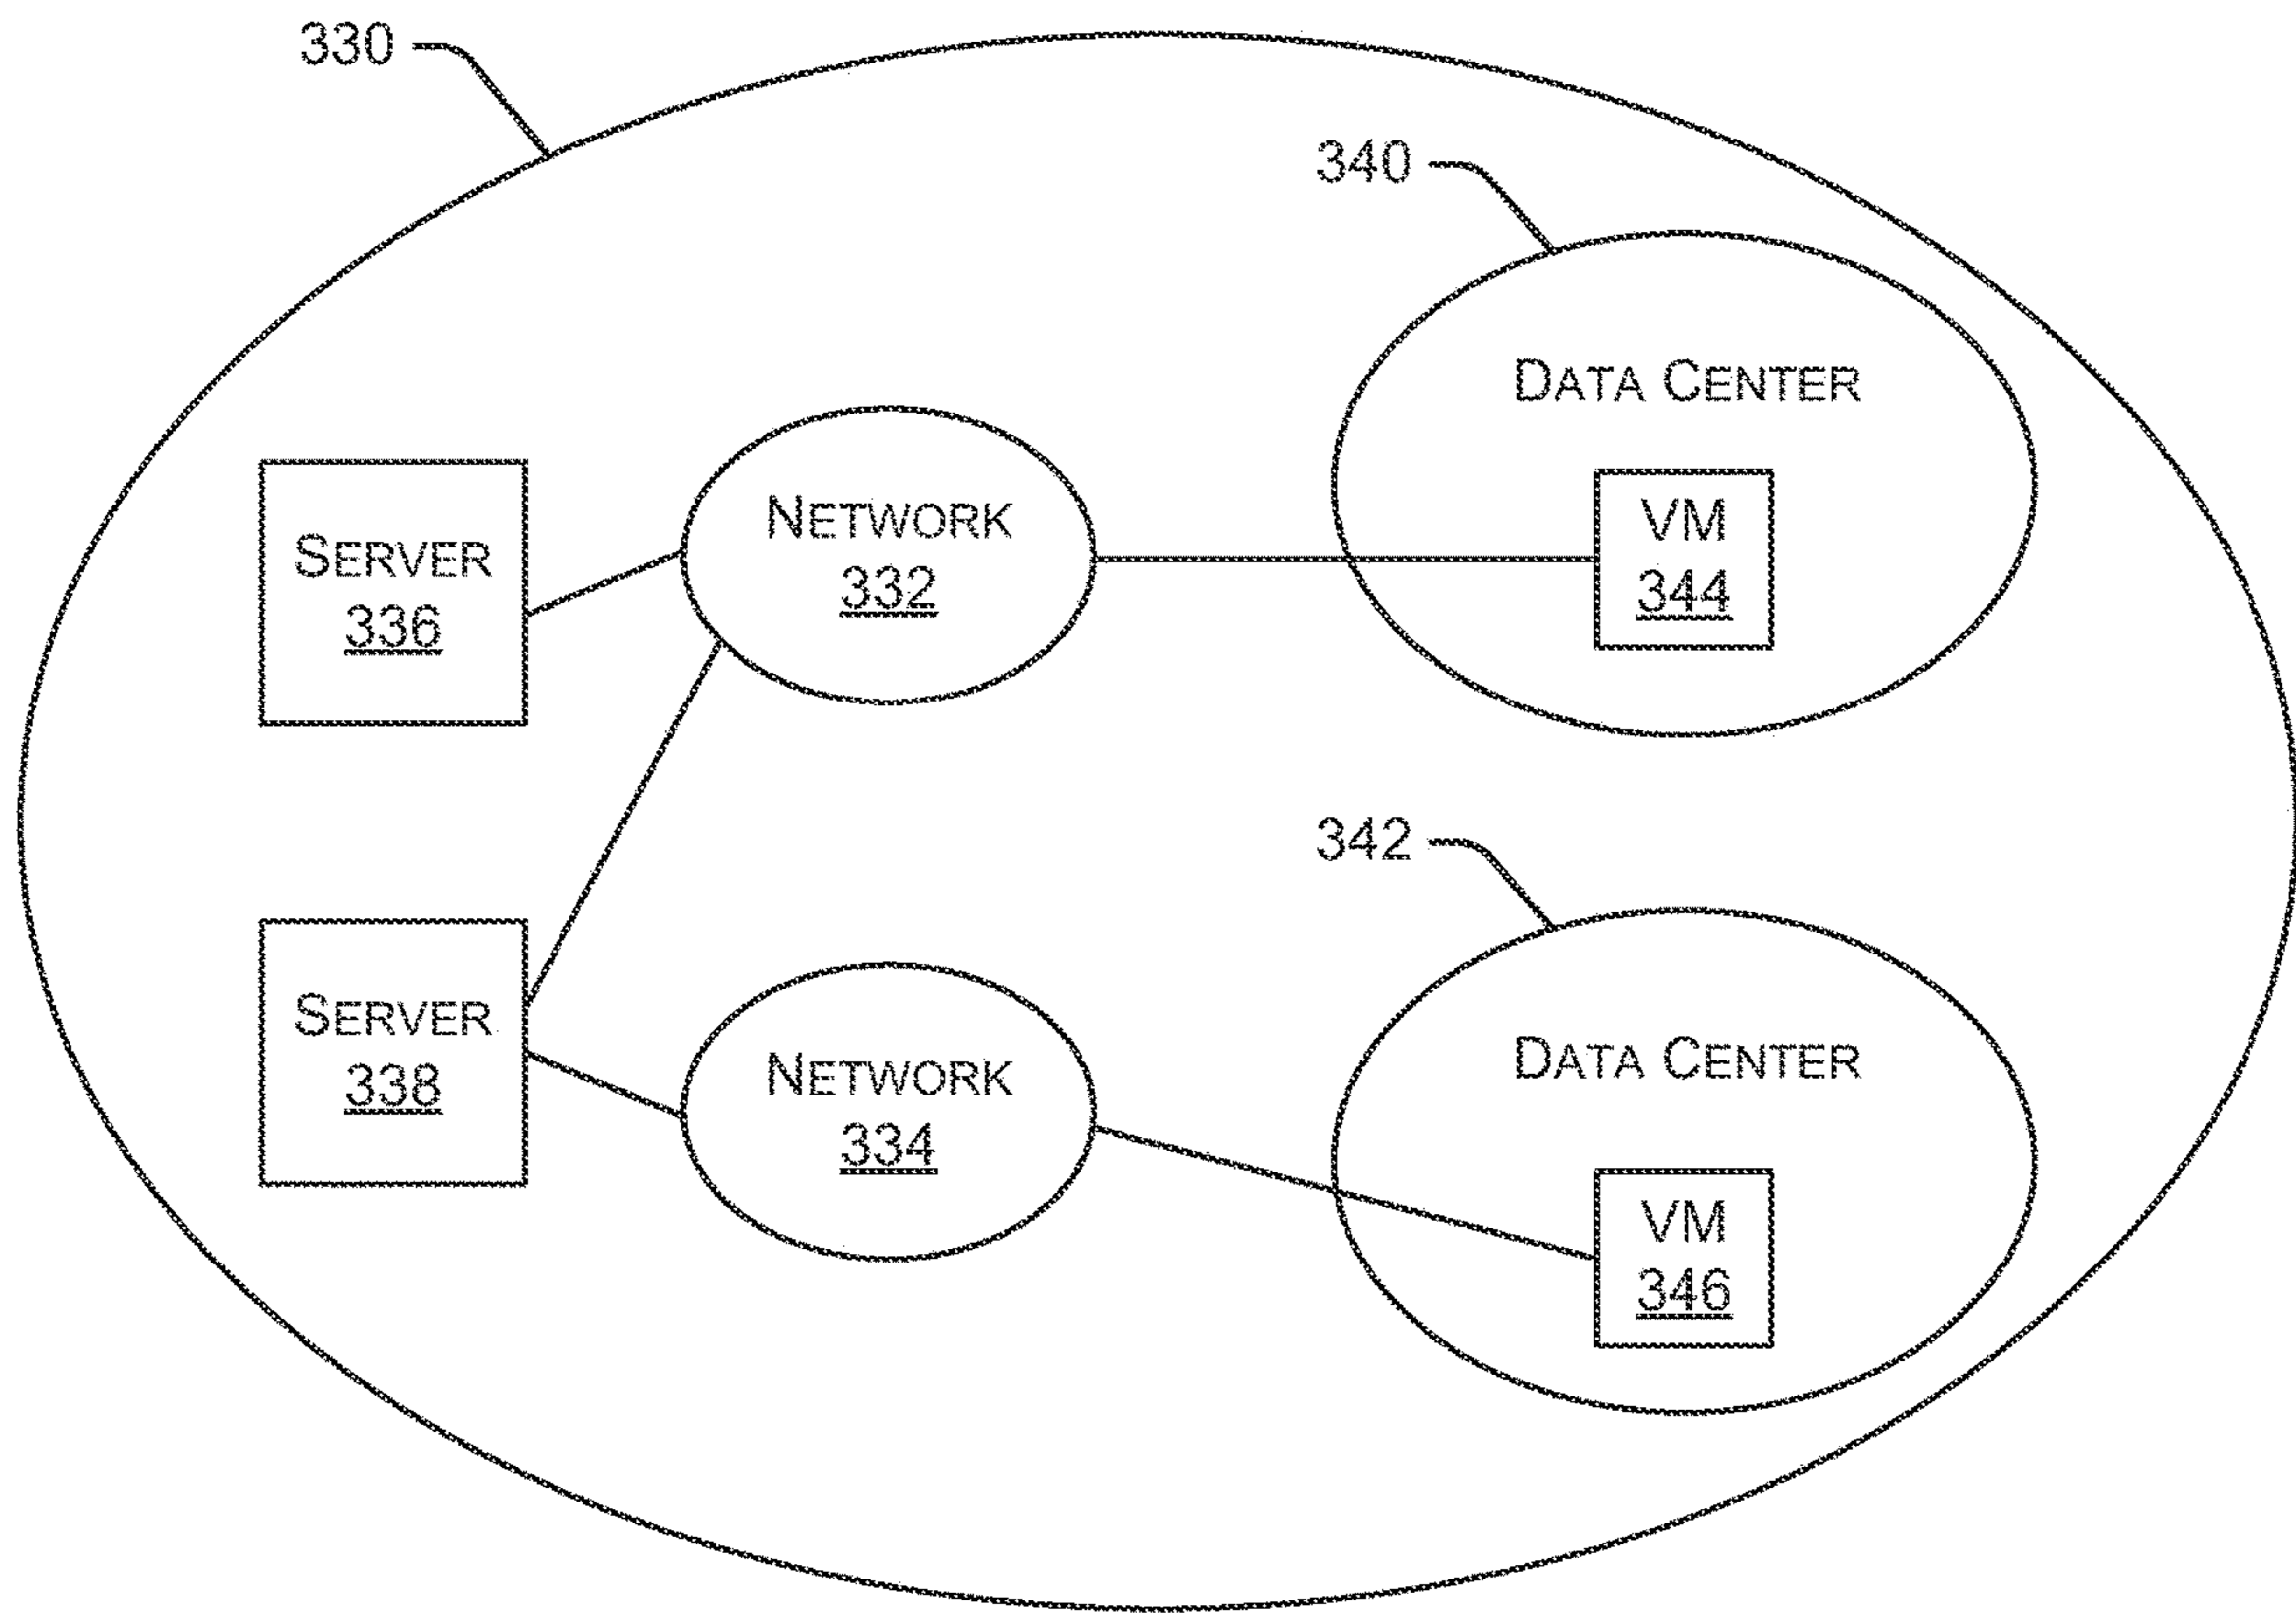 330
340
DATA CENTER
NETWORK
332
VM
344
SERVER
336
342
SERVER
338
NETWORK
334
DATA CENTER
VM
346